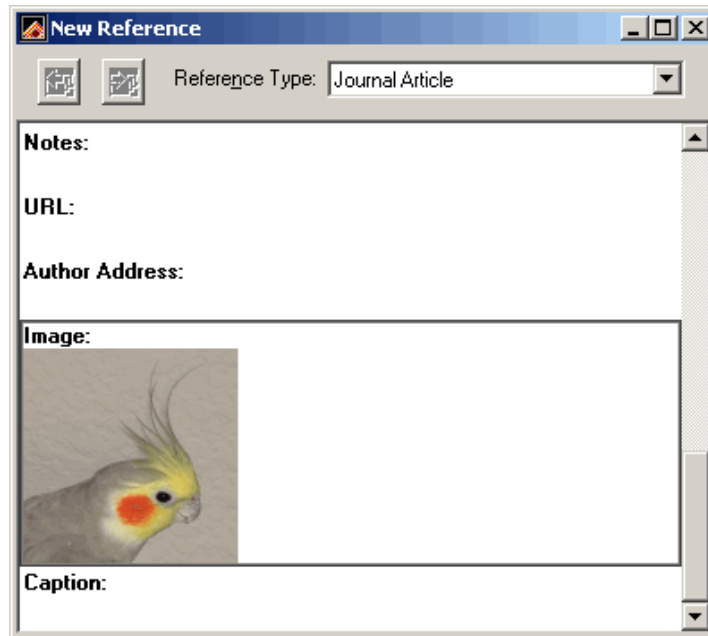 New Reference
Reference Type: Journal Article
Notes:
URL:
Author Address:
Image:
Caption: